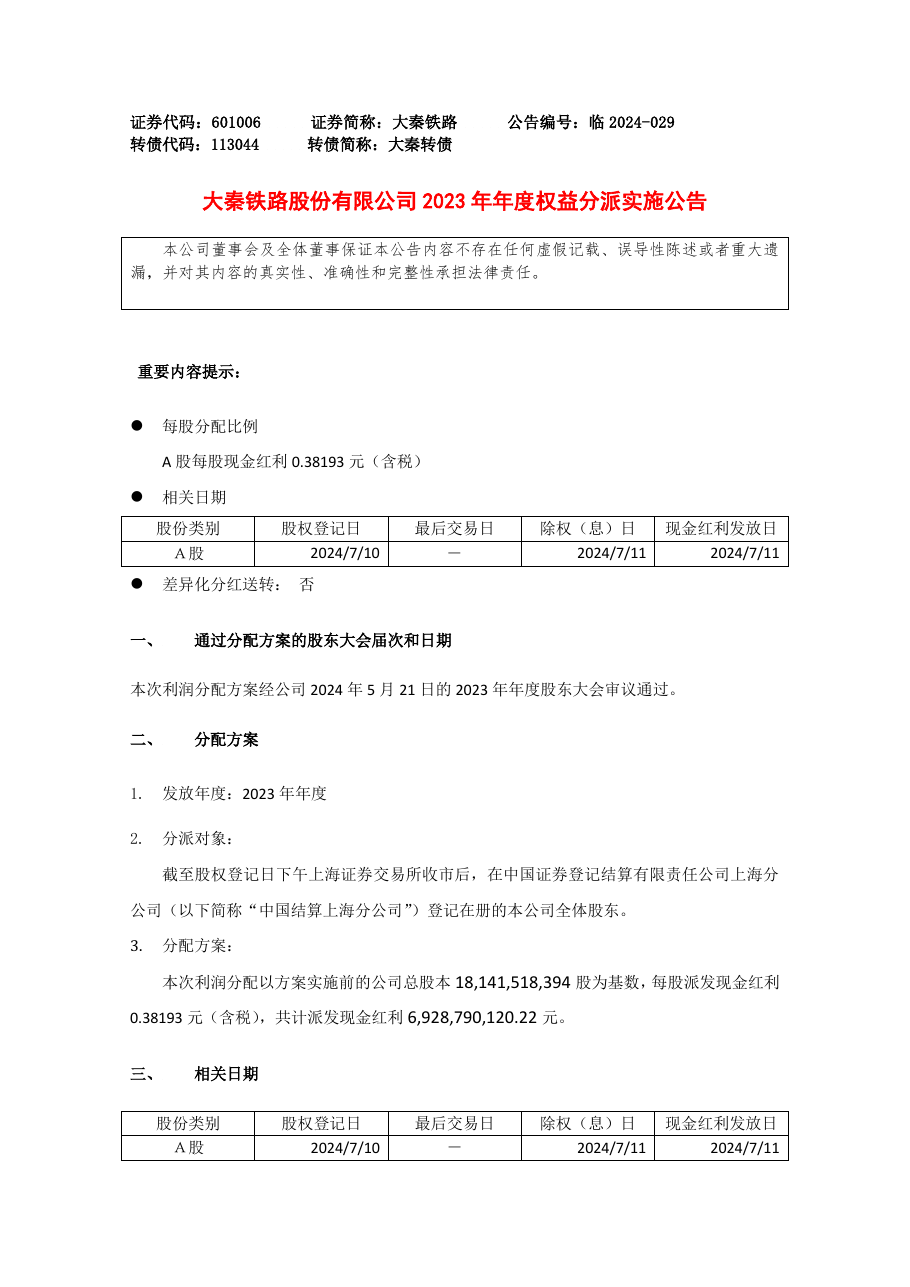 证券代码：601006 证券简称：大秦铁路 公告编号：临 2024-029
转债代码：113044 转债简称：大秦转债
大秦铁路股份有限公司 2023 年年度权益分派实施公告
本公司董事会及全体董事保证本公告内容不存在任何虚假记载、误导性陈述或者重大遗
漏，并对其内容的真实性、准确性和完整性承担法律责任。
重要内容提示：
● 每股分配比例
A 股每股现金红利 0.38193 元（含税）
● 相关日期
股份类别 股权登记日 最后交易日 除权（息）日 现金红利发放日
Ａ股 2024/7/10 － 2024/7/11 2024/7/11
● 差异化分红送转： 否
一、 通过分配方案的股东大会届次和日期
本次利润分配方案经公司 2024 年 5 月 21 日的 2023 年年度股东大会审议通过。
二、 分配方案
1. 发放年度：2023 年年度
2. 分派对象：
截至股权登记日下午上海证券交易所收市后，在中国证券登记结算有限责任公司上海分
公司（以下简称“中国结算上海分公司”）登记在册的本公司全体股东。
3. 分配方案：
本次利润分配以方案实施前的公司总股本 18,141,518,394 股为基数，每股派发现金红利
0.38193 元（含税），共计派发现金红利 6,928,790,120.22 元。
三、 相关日期
股份类别 股权登记日 最后交易日 除权（息）日 现金红利发放日
Ａ股 2024/7/10 － 2024/7/11 2024/7/11